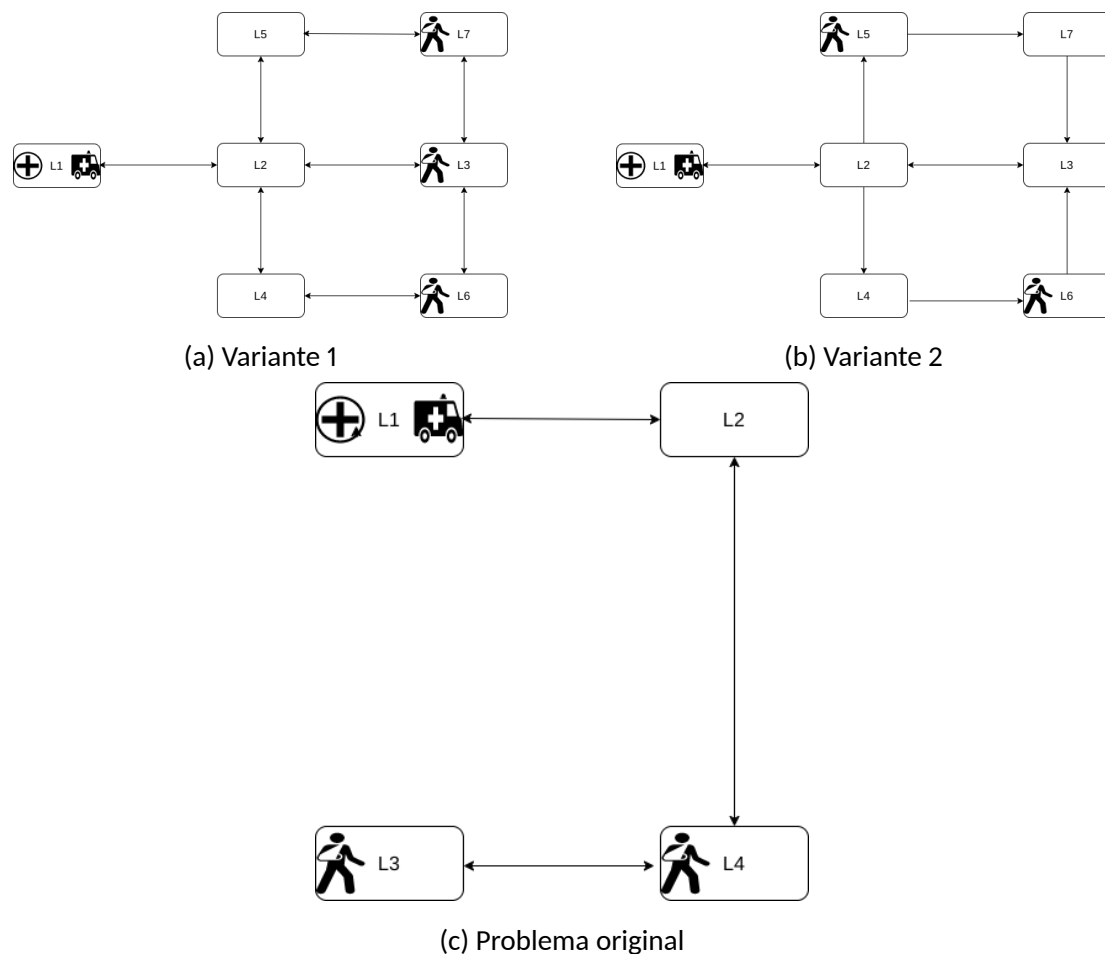 L5 L7
L1 L2 L3
L4 L6
(a) Variante 1
L5 L7
L1 L2 L3
L4 L6
(b) Variante 2
L1 L2
L3 L4
(c) Problema original